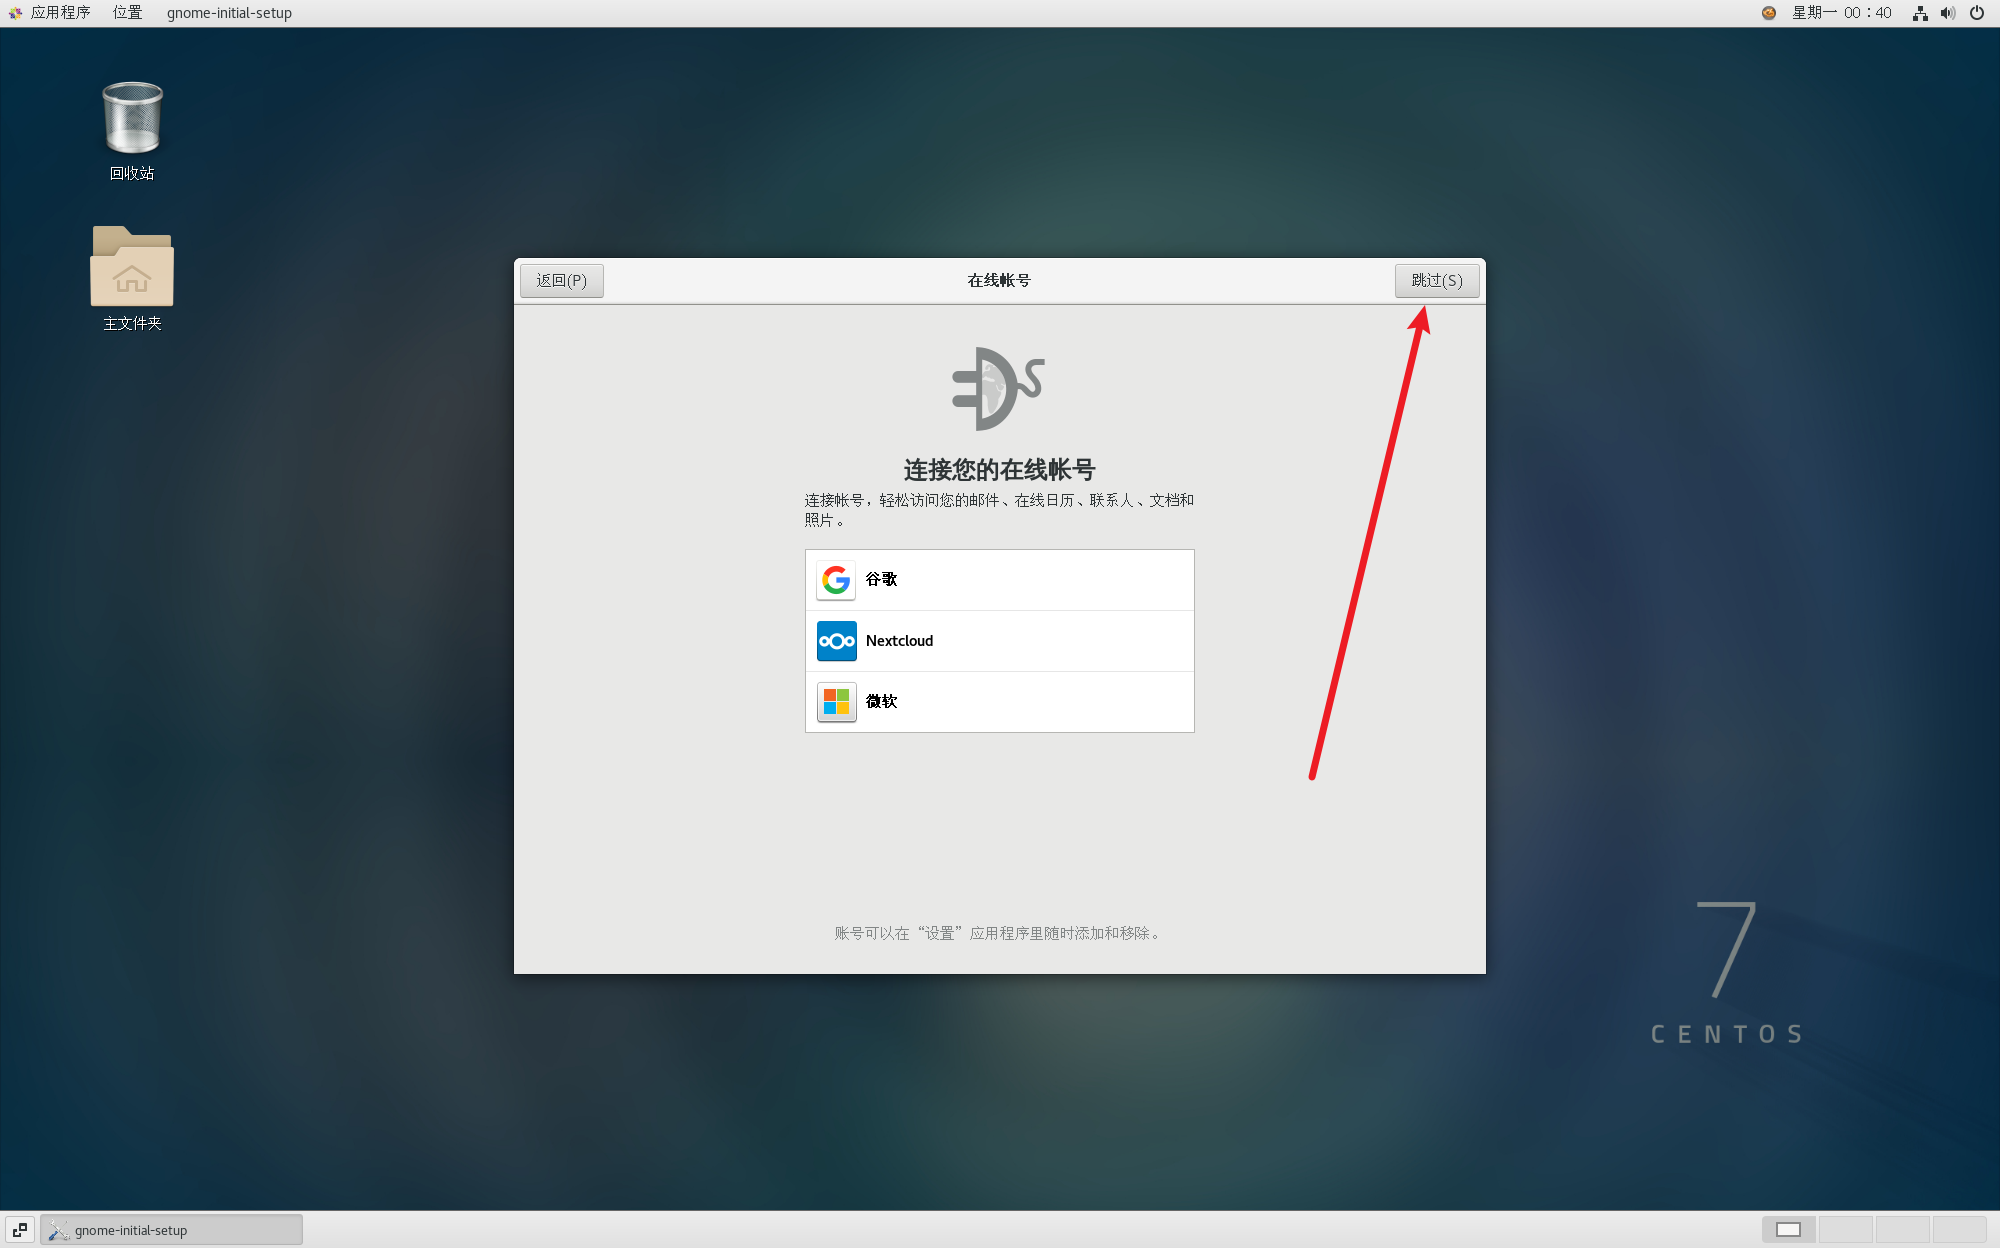 应用程序 位置 gnome-initial-setup 星期一 00：40
回收站
主文件夹
返回(P) 在线帐号 跳过(S)
连接您的在线帐号
连接帐号，轻松访问您的邮件、在线日历、联系人、文档和
照片。
谷歌
Nextcloud
微软
账号可以在“设置”应用程序里随时添加和移除。
7
CENTOS
gnome-initial-setup